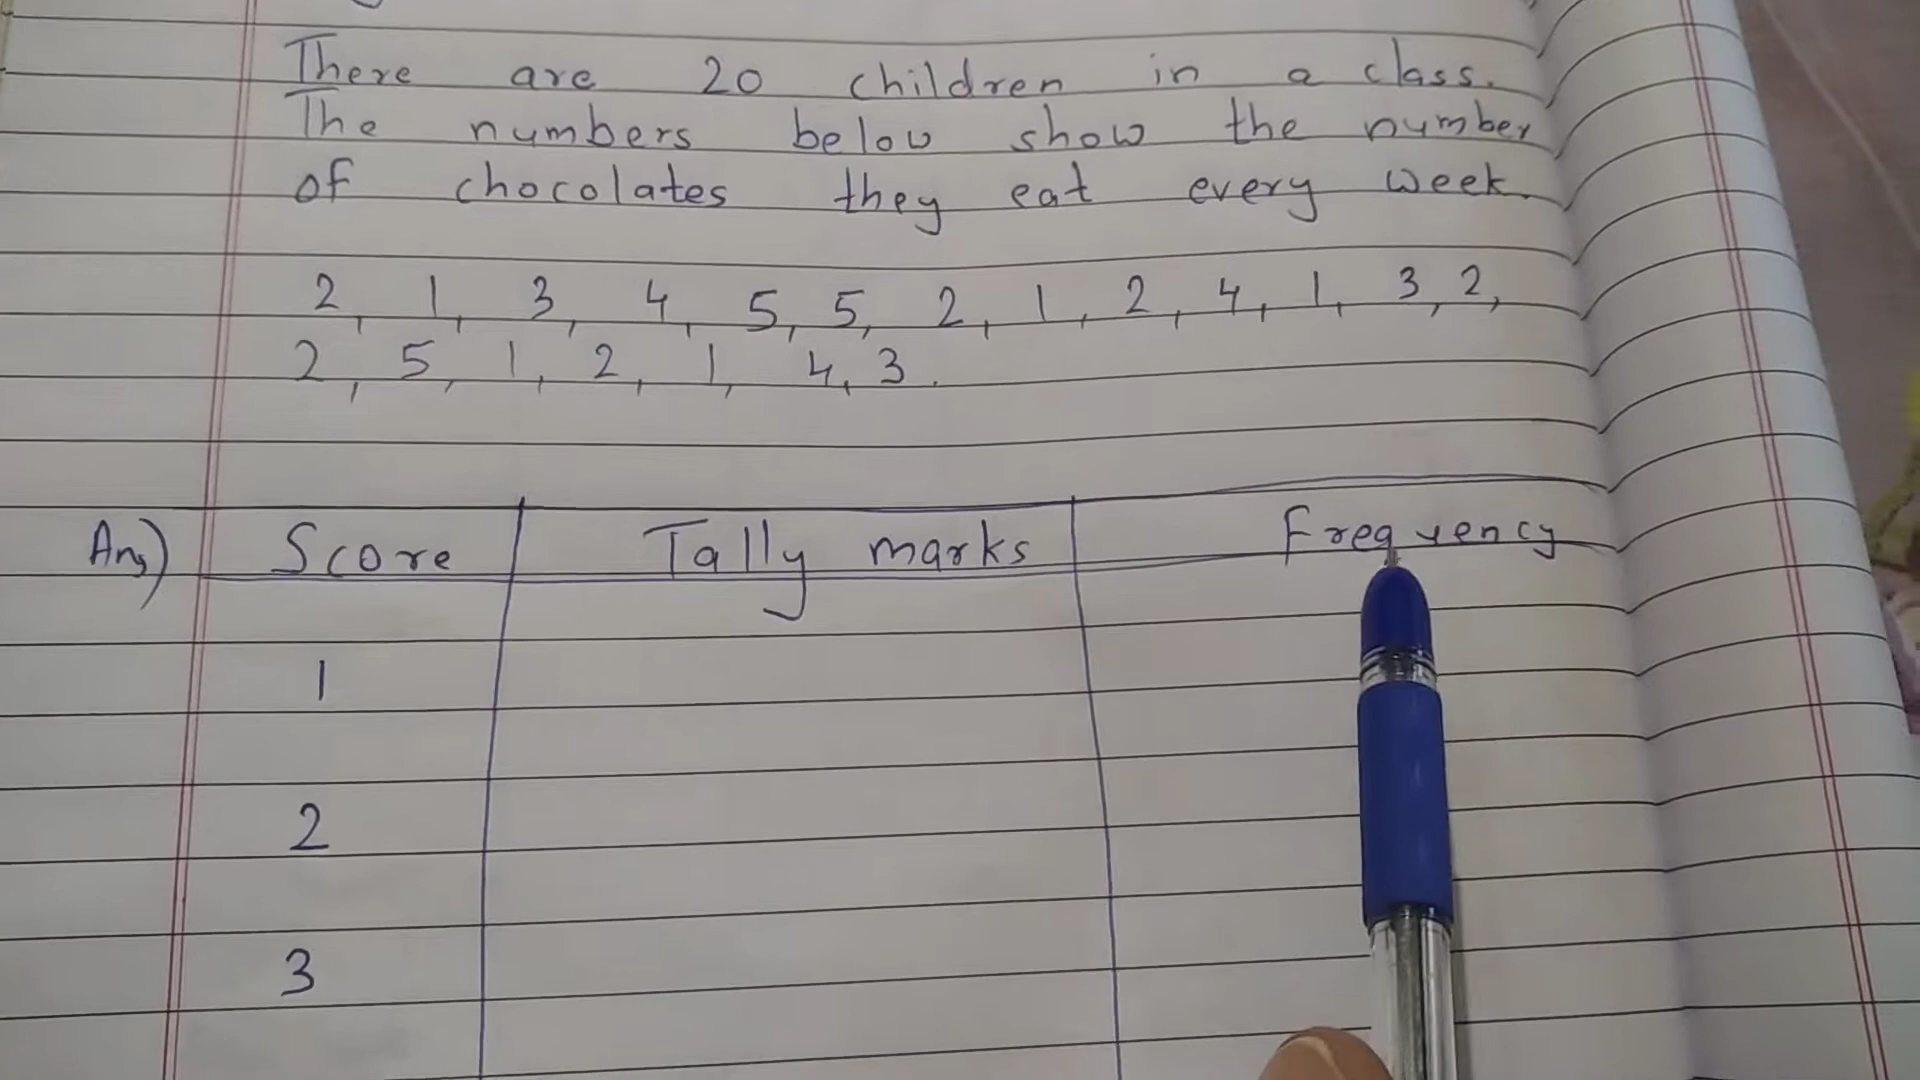 There are 20 children in a class.
The numbers below show the number
of chocolates they eat every week.
2, 1, 3, 4, 5, 5, 2, 1, 2, 4, 1, 3, 2,
2, 5, 1, 2, 1, 4, 3.
Ans) Score Tally marks Frequency
1
2
3